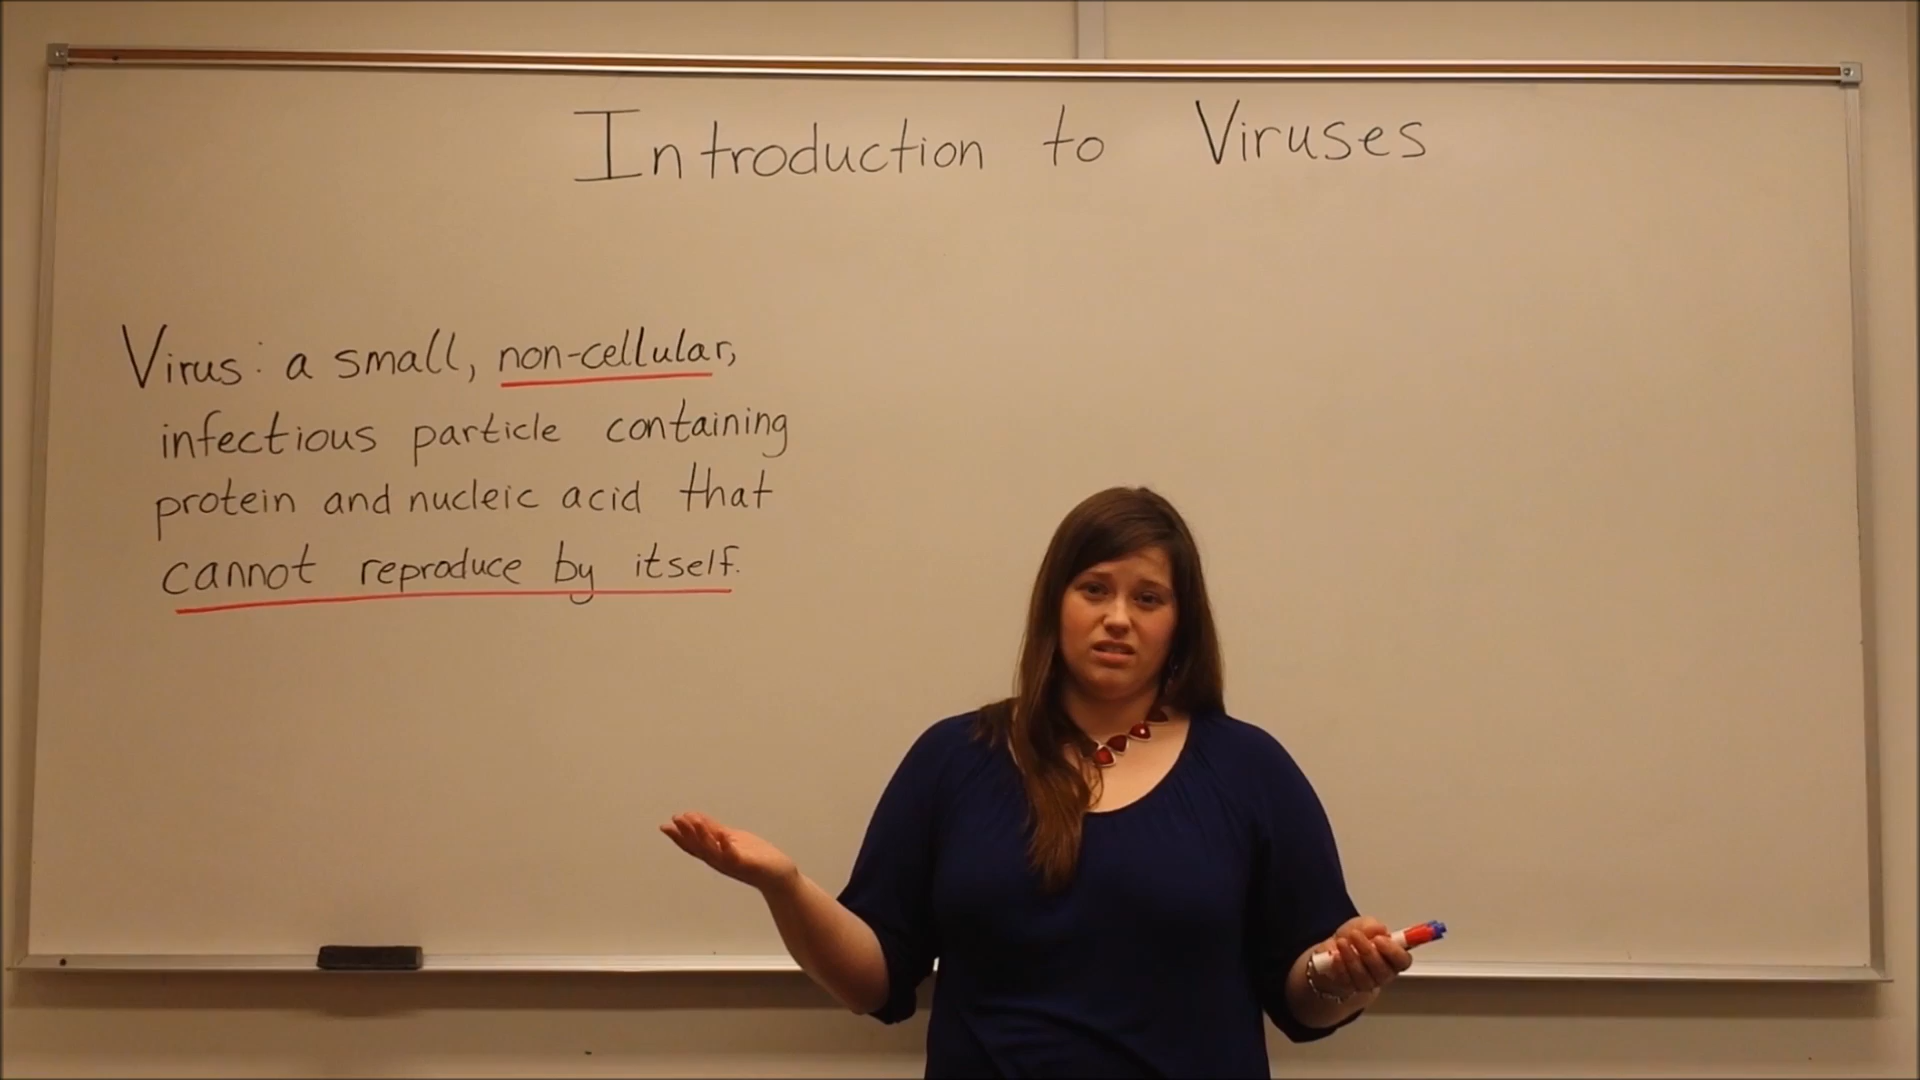 Introduction to Viruses
Virus: a small, non-cellular,
infectious particle containing
protein and nucleic acid that
cannot reproduce by itself.